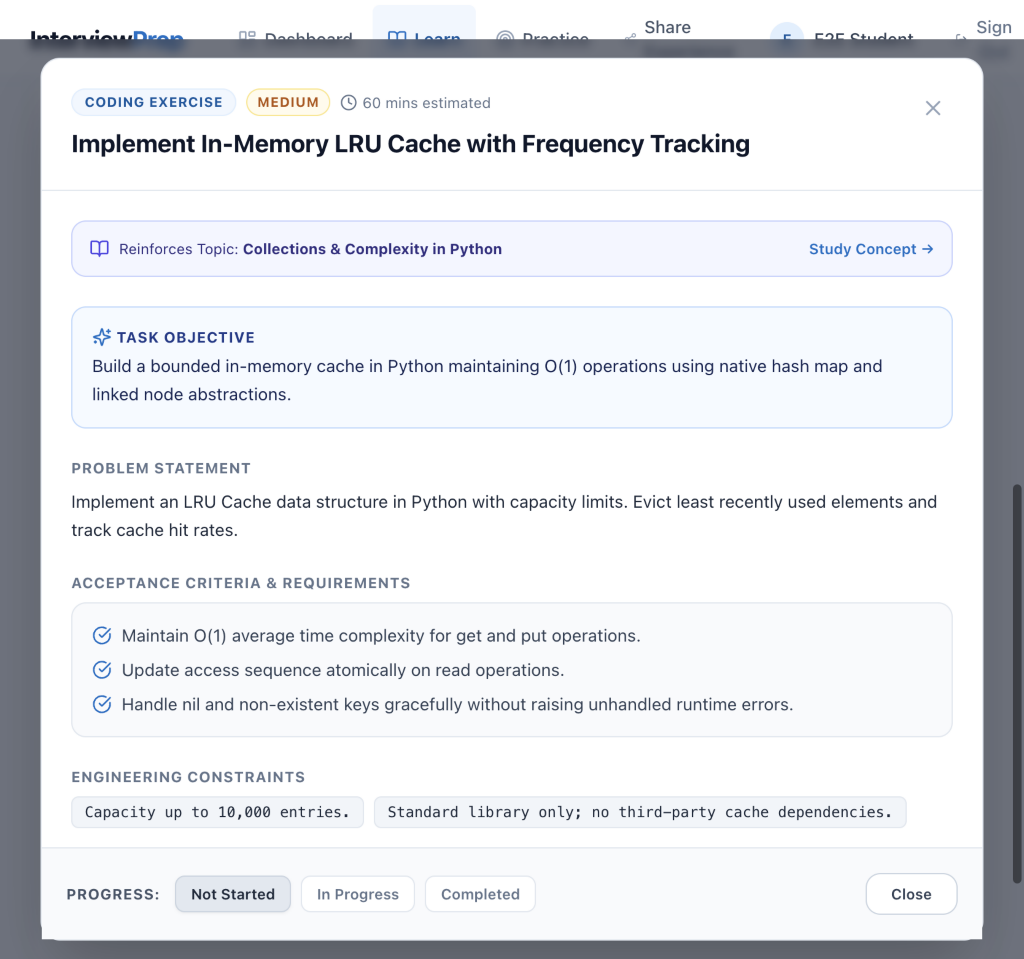 InterviewPrep
Dashboard
Learn
Practice
Share
E
E2E Student
Sign
CODING EXERCISE
MEDIUM
60 mins estimated
Implement In-Memory LRU Cache with Frequency Tracking
Reinforces Topic: Collections & Complexity in Python
Study Concept →
TASK OBJECTIVE
Build a bounded in-memory cache in Python maintaining O(1) operations using native hash map and
linked node abstractions.
PROBLEM STATEMENT
Implement an LRU Cache data structure in Python with capacity limits. Evict least recently used elements and
track cache hit rates.
ACCEPTANCE CRITERIA & REQUIREMENTS
Maintain O(1) average time complexity for get and put operations.
Update access sequence atomically on read operations.
Handle nil and non-existent keys gracefully without raising unhandled runtime errors.
ENGINEERING CONSTRAINTS
Capacity up to 10,000 entries.
Standard library only; no third-party cache dependencies.
PROGRESS:
Not Started
In Progress
Completed
Close